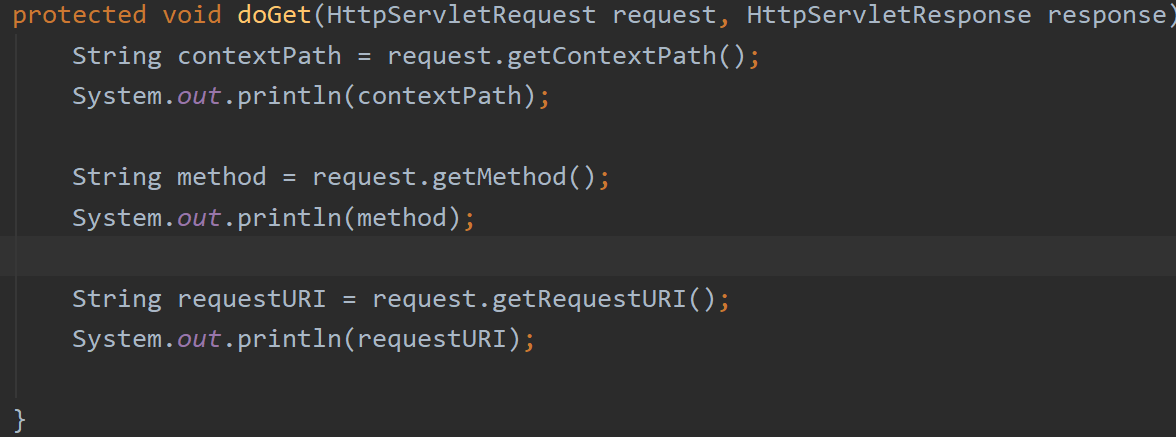 protected void doGet(HttpServletRequest request, HttpServletResponse response)
String contextPath = request.getContextPath();
System.out.println(contextPath);
String method = request.getMethod();
System.out.println(method);
String requestURI = request.getRequestURI();
System.out.println(requestURI);
}